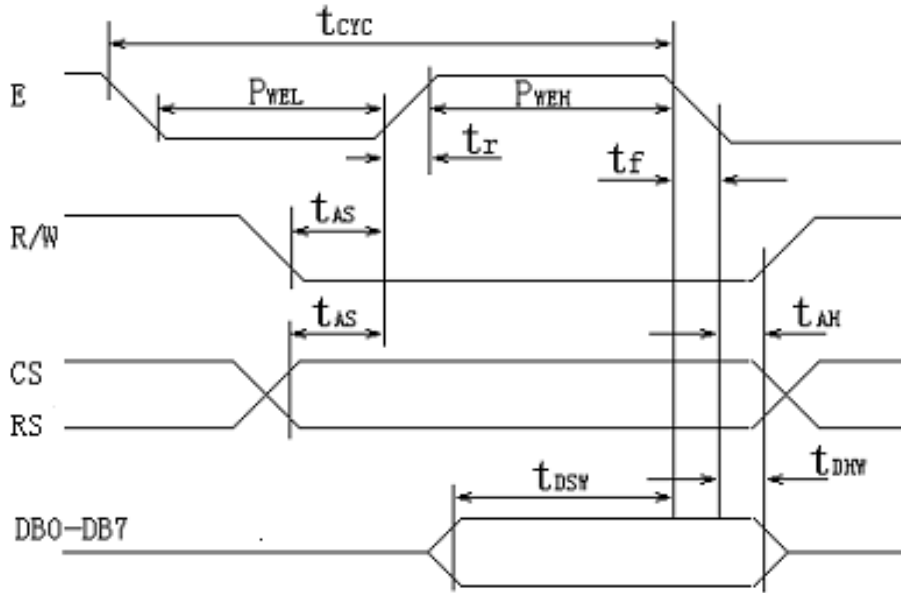 tCYC
E
PWEL
PWEH
tr
tf
R/W
tAS
tAS
tAH
CS
RS
tDHW
tDSW
DB0-DB7